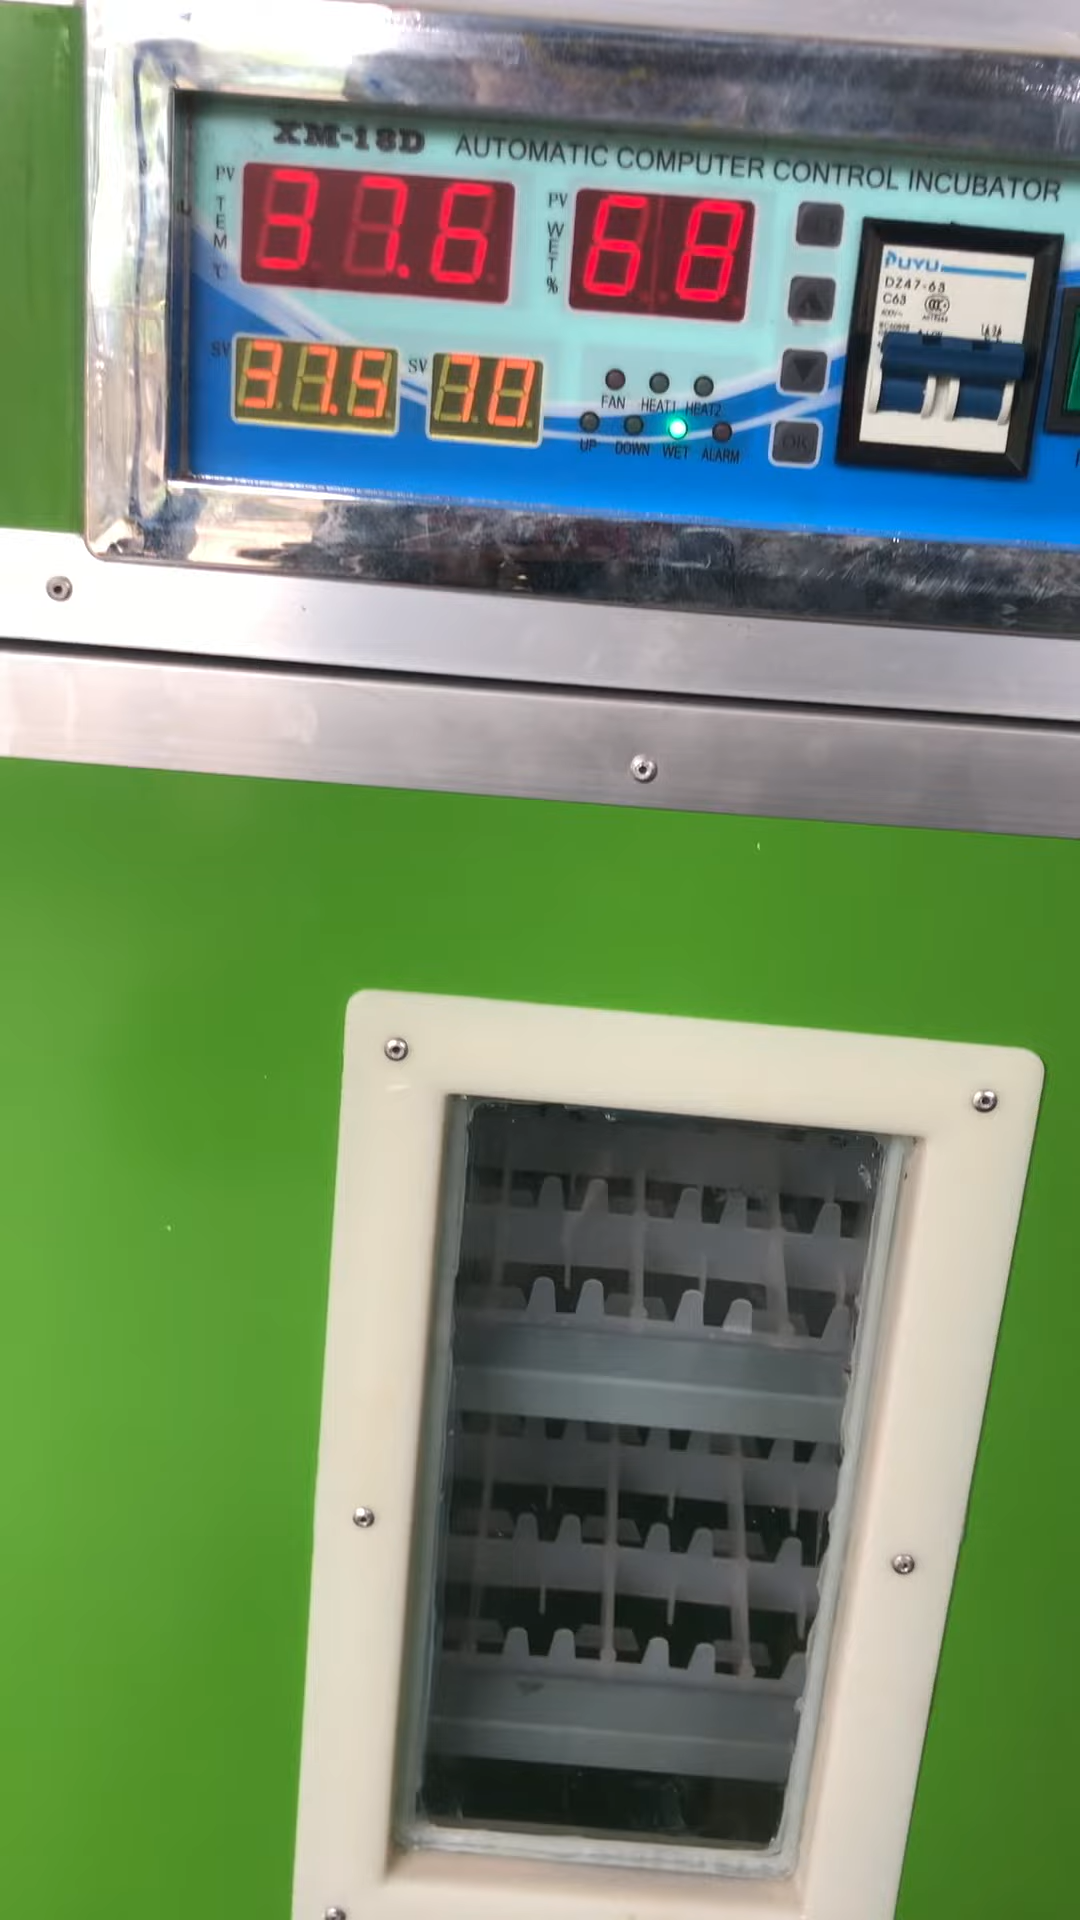 XM-18D AUTOMATIC COMPUTER CONTROL INCUBATOR
PV
TEM
℃
37.6
PV
WET
%
68
SV
37.5
SV
70
FAN HEAT1 HEAT2
UP DOWN WET ALARM
OK
PUYU
DZ47-63
C63